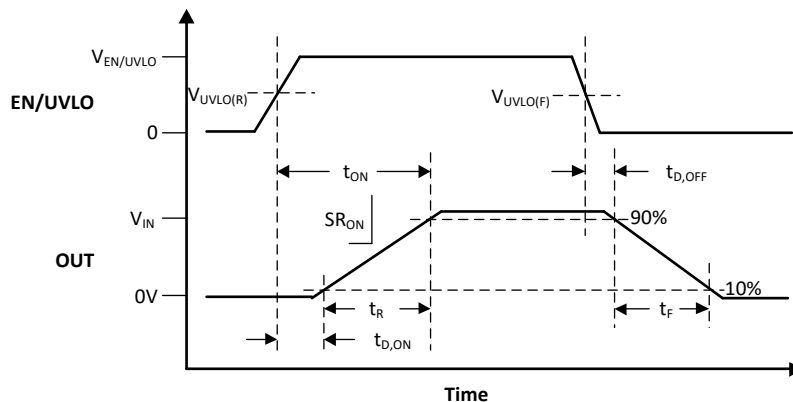 V_EN/UVLO
V_UVLO(R)
V_UVLO(F)
EN/UVLO
0
t_ON
t_D,OFF
V_IN
SR_ON
90%
OUT
0V
10%
t_R
t_F
t_D,ON
Time